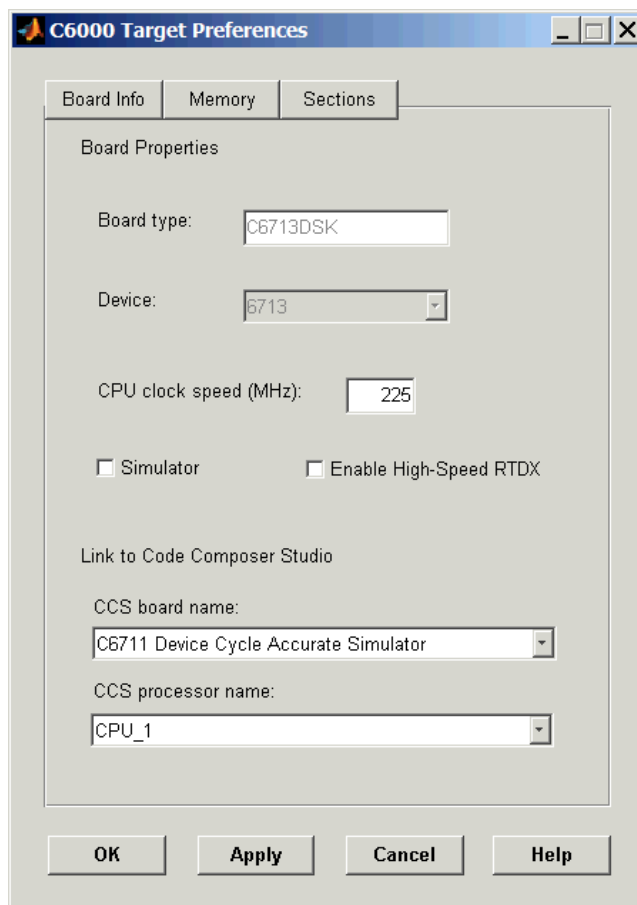 C6000 Target Preferences
Board Info Memory Sections
Board Properties
Board type: C6713DSK
Device: 6713
CPU clock speed (MHz): 225
Simulator Enable High-Speed RTDX
Link to Code Composer Studio
CCS board name:
C6711 Device Cycle Accurate Simulator
CCS processor name:
CPU_1
OK Apply Cancel Help